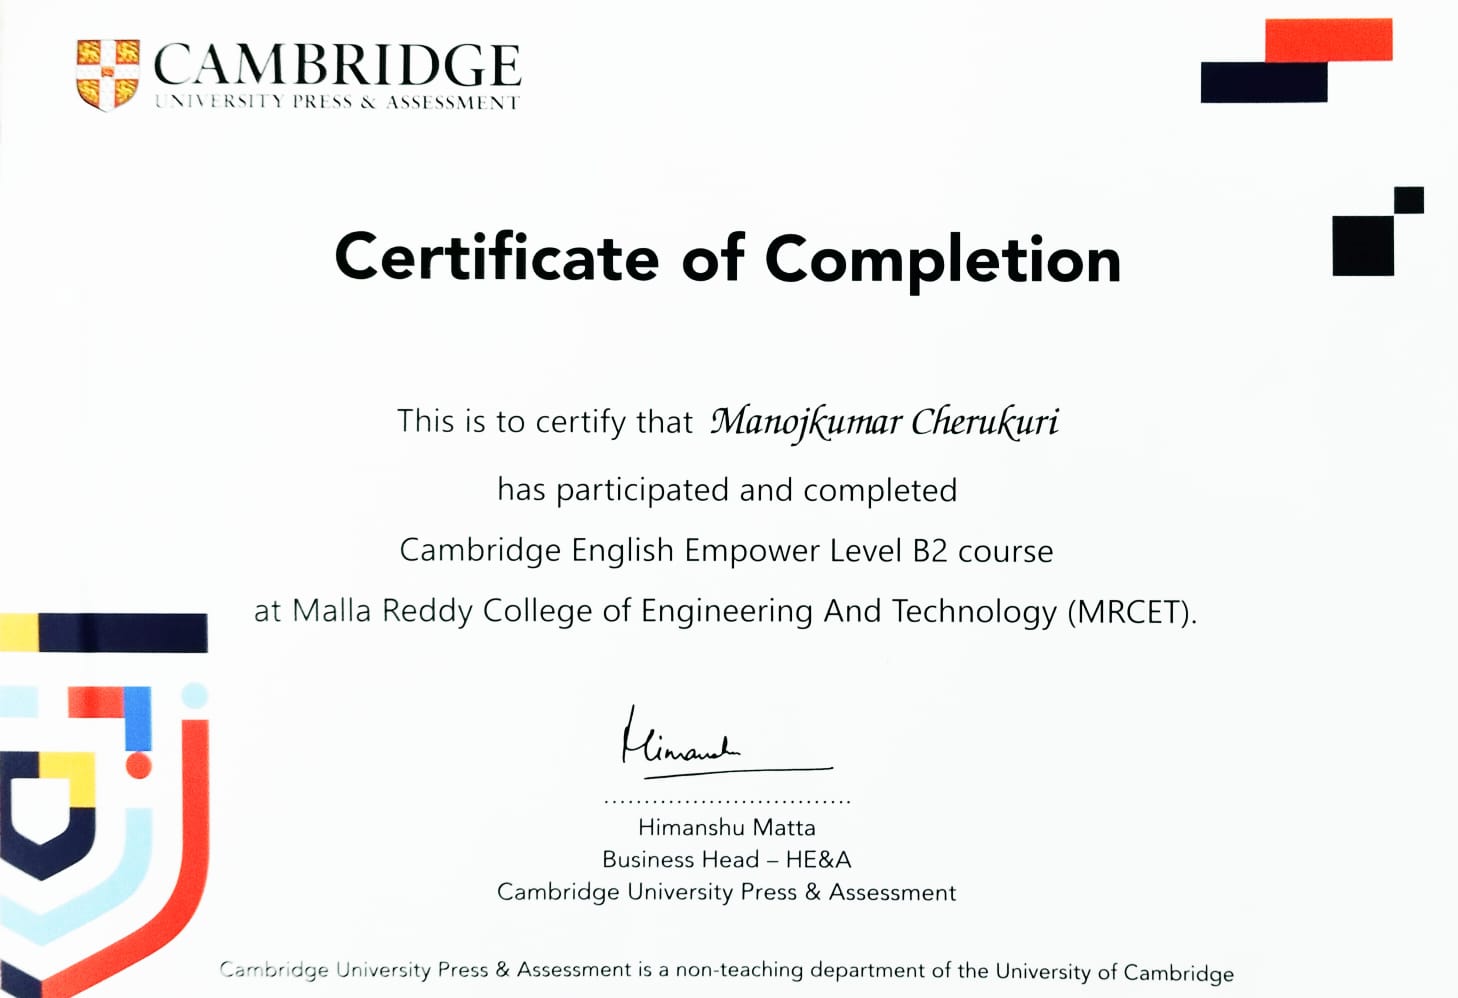 CAMBRIDGE
UNIVERSITY PRESS & ASSESSMENT
Certificate of Completion
This is to certify that Manojkumar Cherukuri
has participated and completed
Cambridge English Empower Level B2 course
at Malla Reddy College of Engineering And Technology (MRCET).
Himanshu
...............................
Himanshu Matta
Business Head – HE&A
Cambridge University Press & Assessment
Cambridge University Press & Assessment is a non-teaching department of the University of Cambridge